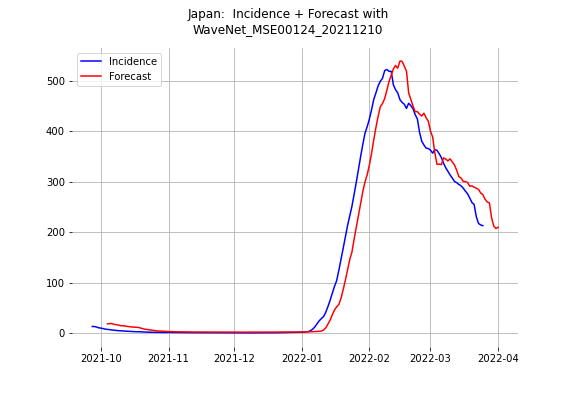 Japan:  Incidence + Forecast with
WaveNet_MSE00124_20211210
Incidence
Forecast
500
400
300
200
100
0
2021-10 2021-11 2021-12 2022-01 2022-02 2022-03 2022-04